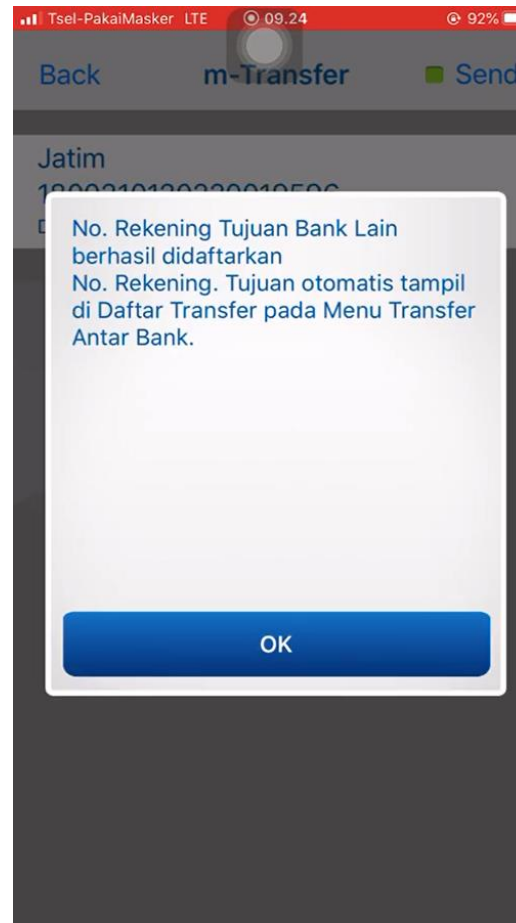 Tsel-PakaiMasker LTE 09.24 92%
Back m-Transfer Send
Jatim
No. Rekening Tujuan Bank Lain
berhasil didaftarkan
No. Rekening. Tujuan otomatis tampil
di Daftar Transfer pada Menu Transfer
Antar Bank.
OK